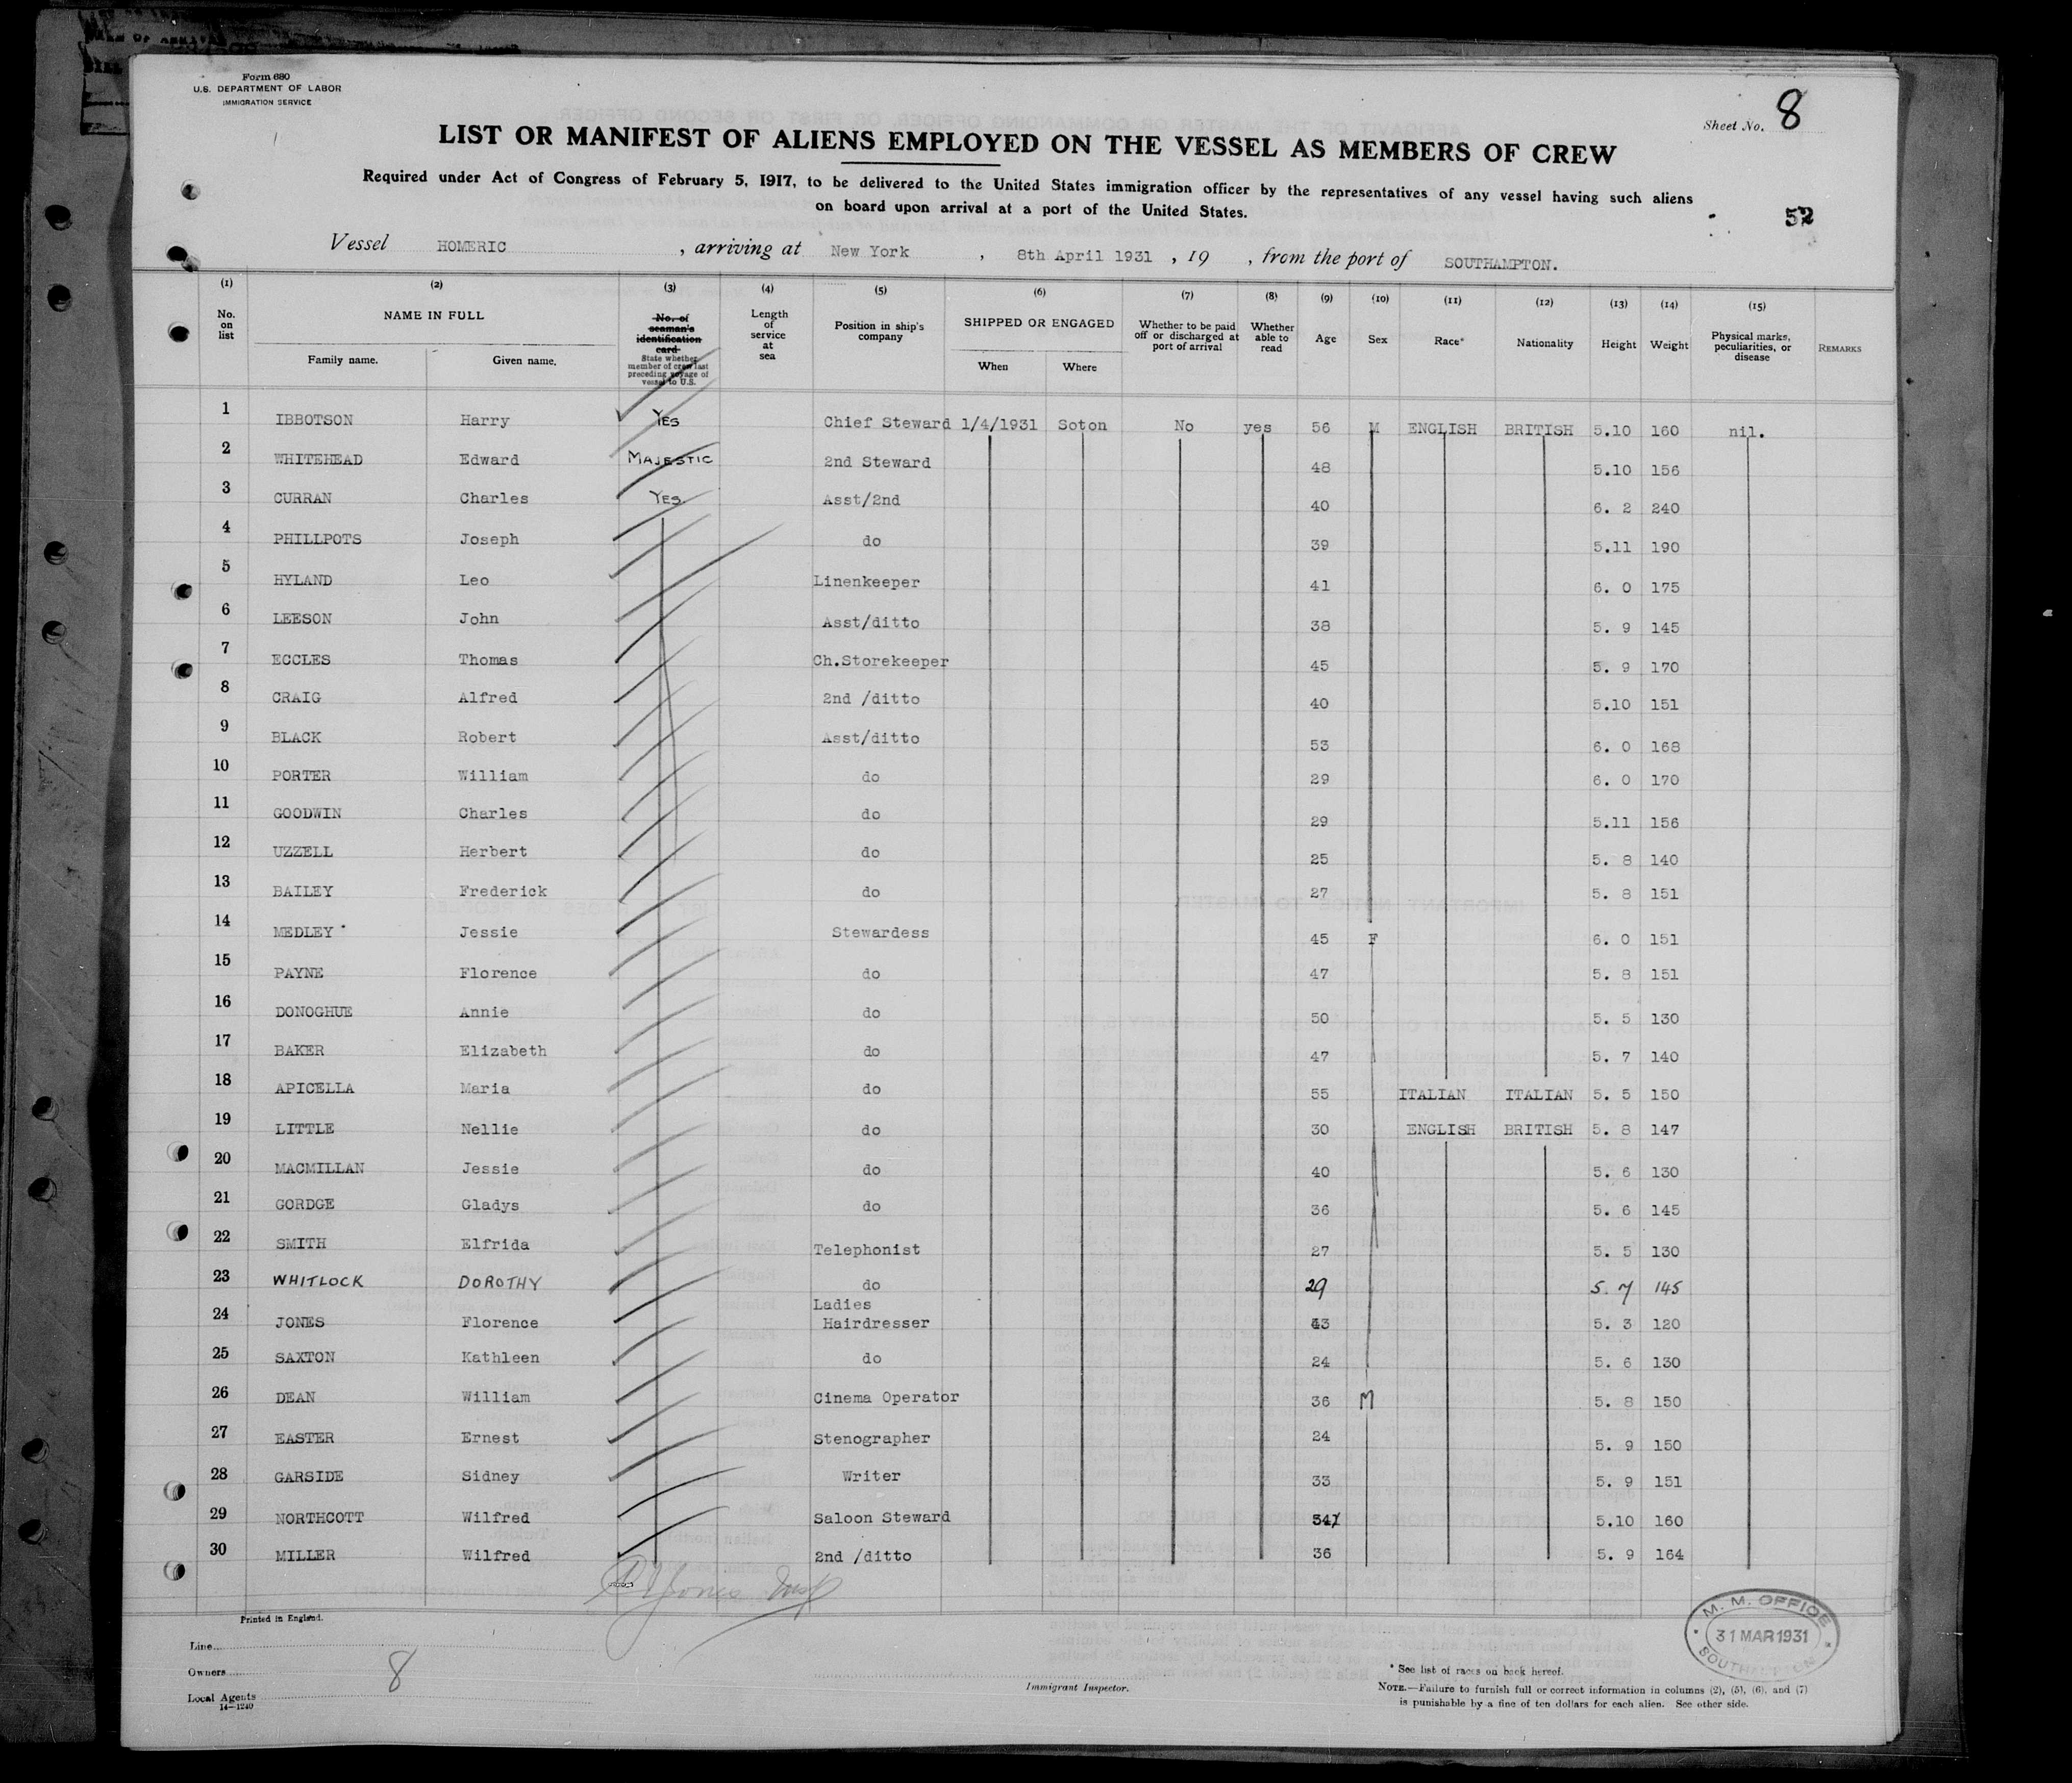 Form 680
U.S. DEPARTMENT OF LABOR
IMMIGRATION SERVICE
Sheet No. 8
LIST OR MANIFEST OF ALIENS EMPLOYED ON THE VESSEL AS MEMBERS OF CREW
Required under Act of Congress of February 5, 1917, to be delivered to the United States immigration officer by the representatives of any vessel having such aliens
on board upon arrival at a port of the United States.
52
Vessel HOMERIC , arriving at New York , 8th April 1931 , 19 , from the port of SOUTHAMPTON.
(1) (2) (3) (4) (5) (6) (7) (8) (9) (10) (11) (12) (13) (14) (15)
No. on list NAME IN FULL Family name. Given name. No. of seaman's identification card State whether member of crew last preceding voyage of vessel to U.S. Length of service at sea Position in ship's company SHIPPED OR ENGAGED When Where Whether to be paid off or discharged at port of arrival Whether able to read Age Sex Race* Nationality Height Weight Physical marks, peculiarities, or disease REMARKS
1 IBBOTSON Harry YES Chief Steward 1/4/1931 Soton No yes 56 M ENGLISH BRITISH 5.10 160 nil.
2 WHITEHEAD Edward MAJESTIC 2nd Steward 48 5.10 156
3 CURRAN Charles YES Asst/2nd 40 6. 2 240
4 PHILLPOTS Joseph do 39 5.11 190
5 HYLAND Leo Linenkeeper 41 6. 0 175
6 LEESON John Asst/ditto 38 5. 9 145
7 ECCLES Thomas Ch.Storekeeper 45 5. 9 170
8 CRAIG Alfred 2nd /ditto 40 5.10 151
9 BLACK Robert Asst/ditto 53 6. 0 168
10 PORTER William do 29 6. 0 170
11 GOODWIN Charles do 29 5.11 156
12 UZZELL Herbert do 25 5. 8 140
13 BAILEY Frederick do 27 5. 8 151
14 MEDLEY Jessie Stewardess 45 F 6. 0 151
15 PAYNE Florence do 47 5. 8 151
16 DONOGHUE Annie do 50 5. 5 130
17 BAKER Elizabeth do 47 5. 7 140
18 APICELLA Maria do 55 ITALIAN ITALIAN 5. 5 150
19 LITTLE Nellie do 30 ENGLISH BRITISH 5. 8 147
20 MACMILLAN Jessie do 40 5. 6 130
21 GORDGE Gladys do 36 5. 6 145
22 SMITH Elfrida Telephonist 27 5. 5 130
23 WHITLOCK DOROTHY do 29 5. 7 145
24 JONES Florence Ladies Hairdresser 43 5. 3 120
25 SAXTON Kathleen do 24 5. 6 130
26 DEAN William Cinema Operator 36 M 5. 8 150
27 EASTER Ernest Stenographer 24 5. 9 150
28 GARSIDE Sidney Writer 33 5. 9 151
29 NORTHCOTT Wilfred Saloon Steward 5.10 160
30 MILLER Wilfred 2nd /ditto 36 5. 9 164
Printed in England.
Line
Owners
Local Agents
14—1240
8
Immigrant Inspector.
M. M. OFFICE
31 MAR 1931
SOUTHAMPTON
* See list of races on back hereof.
NOTE.—Failure to furnish full or correct information in columns (2), (5), (6), and (7)
is punishable by a fine of ten dollars for each alien. See other side.